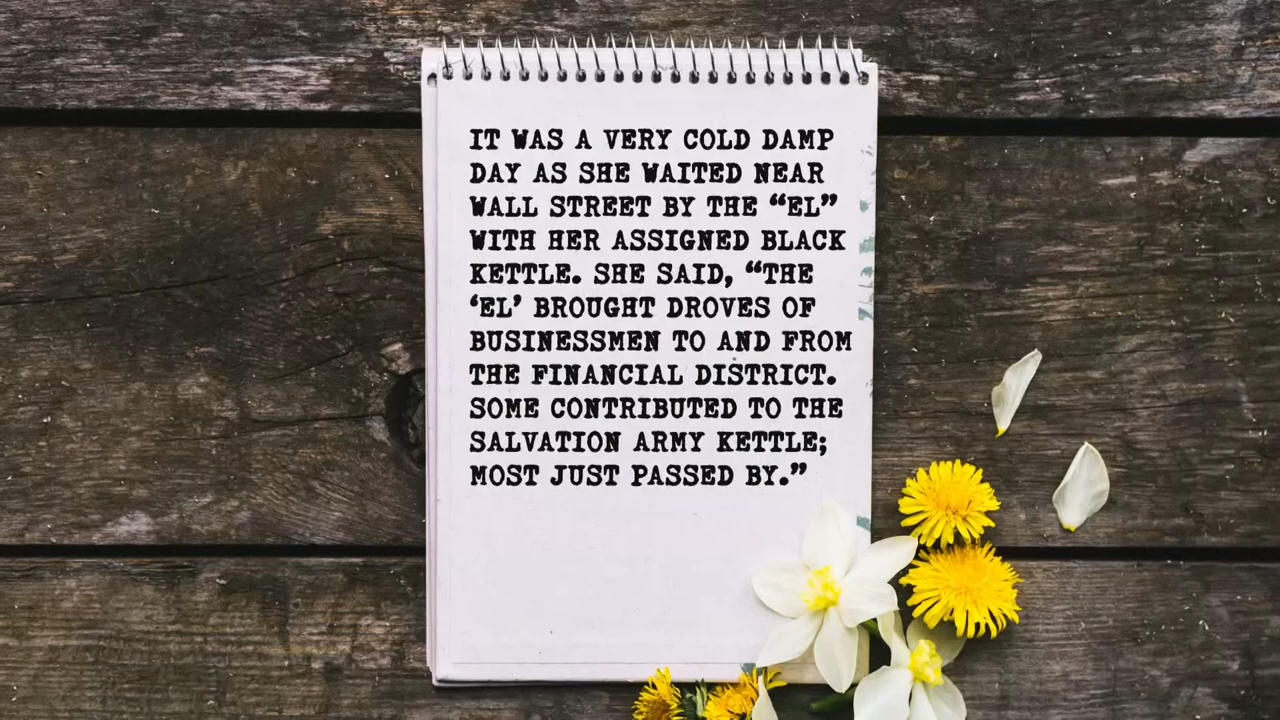 IT WAS A VERY COLD DAMP
DAY AS SHE WAITED NEAR
WALL STREET BY THE “EL”
WITH HER ASSIGNED BLACK
KETTLE. SHE SAID, “THE
‘EL’ BROUGHT DROVES OF
BUSINESSMEN TO AND FROM
THE FINANCIAL DISTRICT.
SOME CONTRIBUTED TO THE
SALVATION ARMY KETTLE;
MOST JUST PASSED BY.”